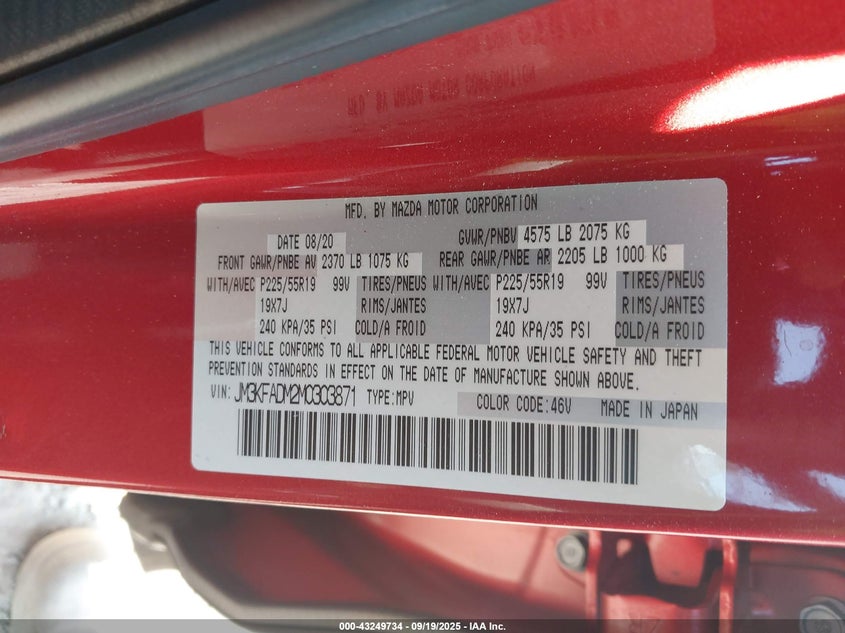 MFD. BY MAZDA MOTOR CORPORATION
DATE 08/20 GVWR/PNBV 4575 LB 2075 KG
FRONT GAWR/PNBE AV 2370 LB 1075 KG REAR GAWR/PNBE AR 2205 LB 1000 KG
WITH/AVEC P225/55R19 99V TIRES/PNEUS WITH/AVEC P225/55R19 99V TIRES/PNEUS
19X7J RIMS/JANTES 19X7J RIMS/JANTES
240 KPA/35 PSI COLD/A FROID 240 KPA/35 PSI COLD/A FROID
THIS VEHICLE CONFORMS TO ALL APPLICABLE FEDERAL MOTOR VEHICLE SAFETY AND THEFT
PREVENTION STANDARDS IN EFFECT ON THE DATE OF MANUFACTURE SHOWN ABOVE.
VIN: JM3KFADM2M0303871 TYPE:MPV COLOR CODE:46V MADE IN JAPAN
000-43249734 - 09/19/2025 - IAA Inc.